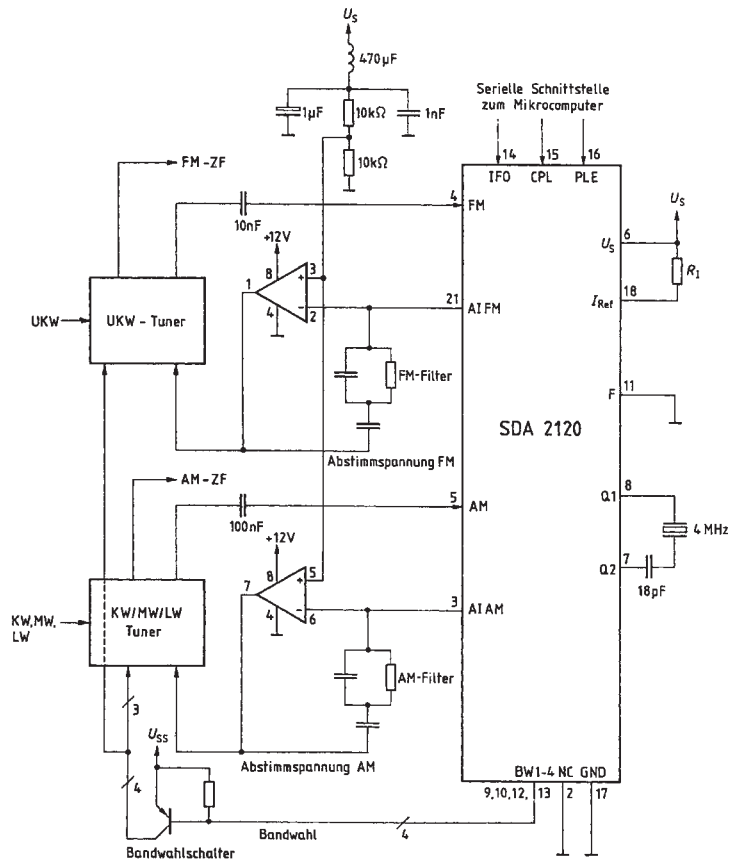 U_S
470µF
1µF
10kΩ
1nF
10kΩ
Serielle Schnittstelle
zum Mikrocomputer
14
15
16
IFO
CPL
PLE
FM-ZF
4
FM
10nF
+12V
8
3
+
1
-
2
4
U_S
6
U_S
R_I
18
I_Ref
UKW
UKW-Tuner
21
AI FM
FM-Filter
11
F
SDA 2120
Abstimmspannung FM
AM-ZF
5
AM
100nF
8
Q1
4 MHz
7
Q2
18pF
+12V
8
5
+
7
-
6
4
KW, MW,
LW
KW/MW/LW
Tuner
3
AI AM
AM-Filter
3
Abstimmspannung AM
U_SS
4
BW1-4 NC GND
9,10,12, 13
2
17
Bandwahl
4
Bandwahlschalter